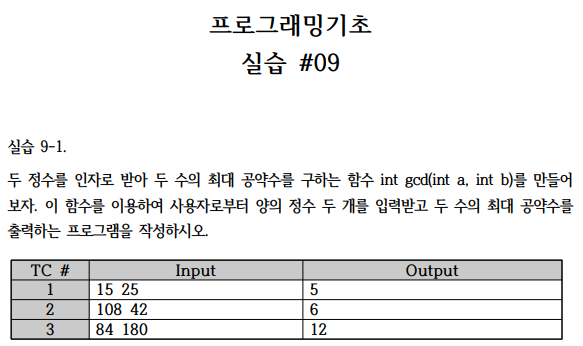 프로그래밍기초
실습 #09
실습 9-1.
두 정수를 인자로 받아 두 수의 최대 공약수를 구하는 함수 int gcd(int a, int b)를 만들어
보자. 이 함수를 이용하여 사용자로부터 양의 정수 두 개를 입력받고 두 수의 최대 공약수를
출력하는 프로그램을 작성하시오.
TC # Input Output
1 15 25 5
2 108 42 6
3 84 180 12